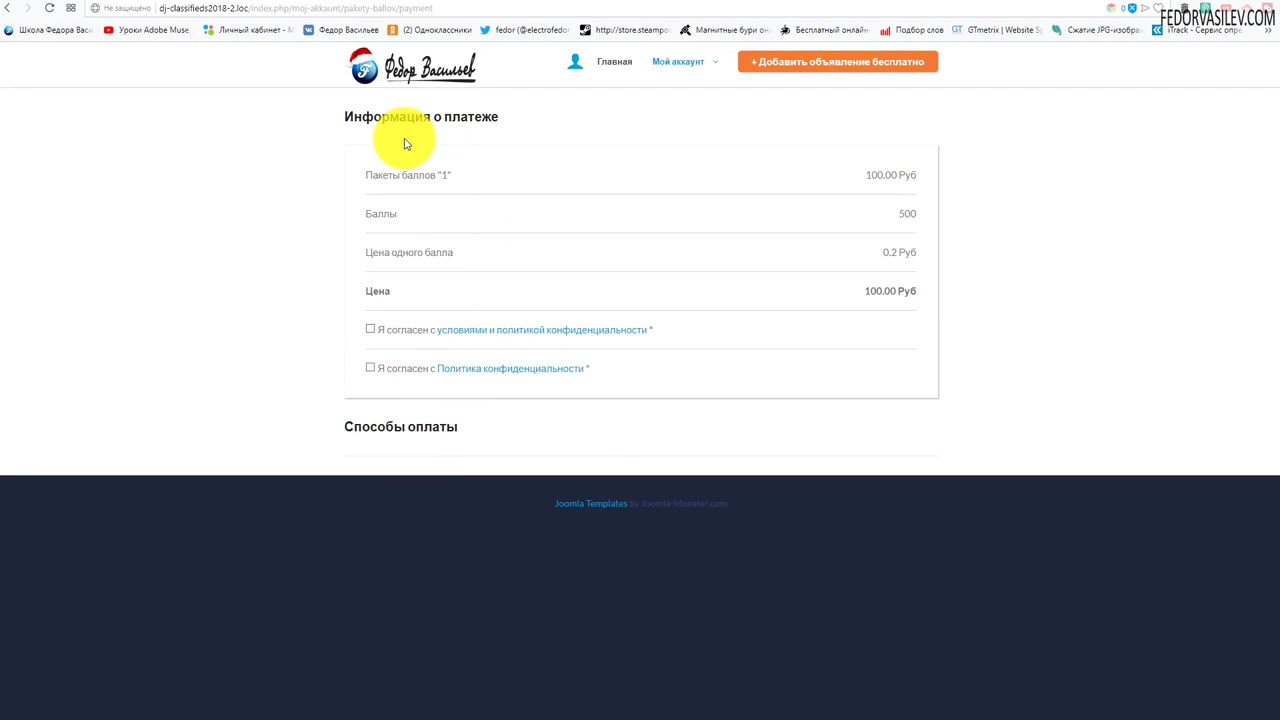 Не защищено dj-classifieds2018-2.loc/index.php/moj-akkaunt/pakety-ballov/payment
0
FEDORVASILEV.COM
Школа Федора Васи. Уроки Adobe Muse, Личный кабинет - М Федор Васильев (2) Одноклассники fedor (@electrofedor http://store.steampo Магнитные бури он Бесплатный онлайн Подбор слов GTmetrix | Website Sp Сжатие JPG-изображ iTrack - Сервис опре
Федор Васильев
Главная Мой аккаунт + Добавить объявление бесплатно
Информация о платеже
Пакеты баллов "1" 100.00 Руб
Баллы 500
Цена одного балла 0.2 Руб
Цена 100.00 Руб
Я согласен с условиями и политикой конфиденциальности *
Я согласен с Политика конфиденциальности *
Способы оплаты
Joomla Templates by Joomla-Monster.com